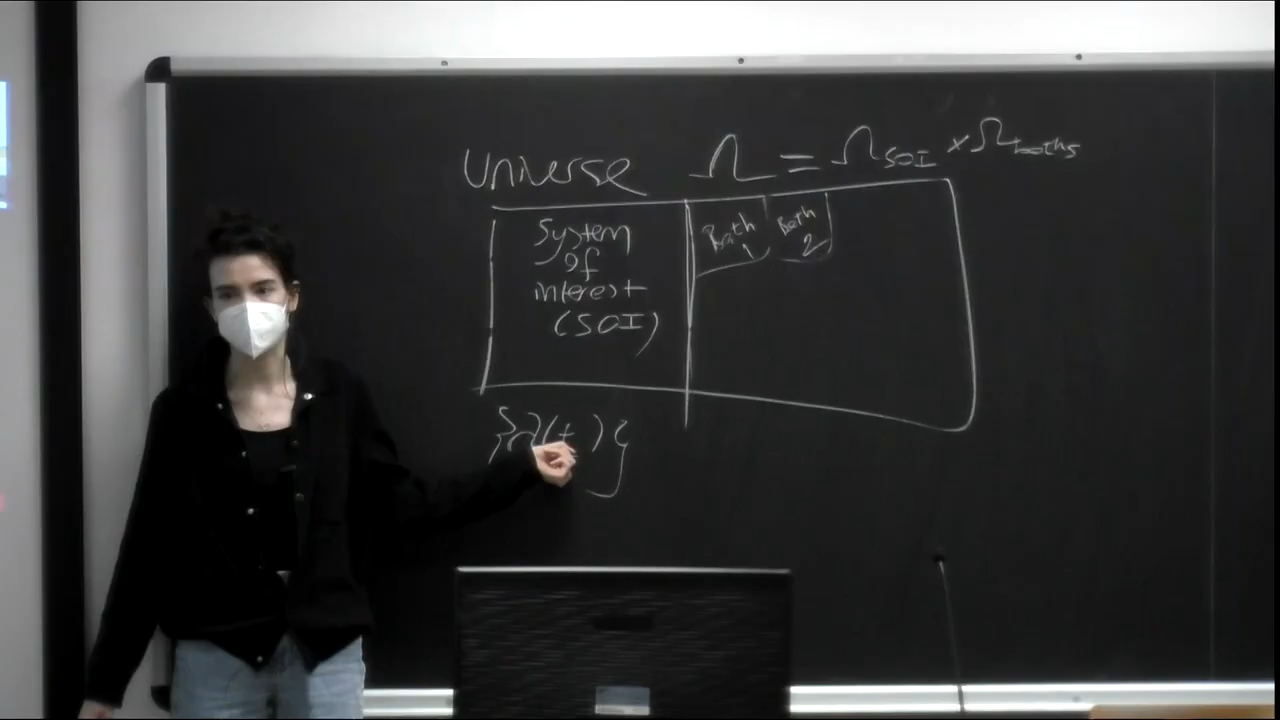 Universe Ω = Ω_SOI × Ω_baths
System
of
interest
(SOI)
Bath
1
Bath
2
(t)}